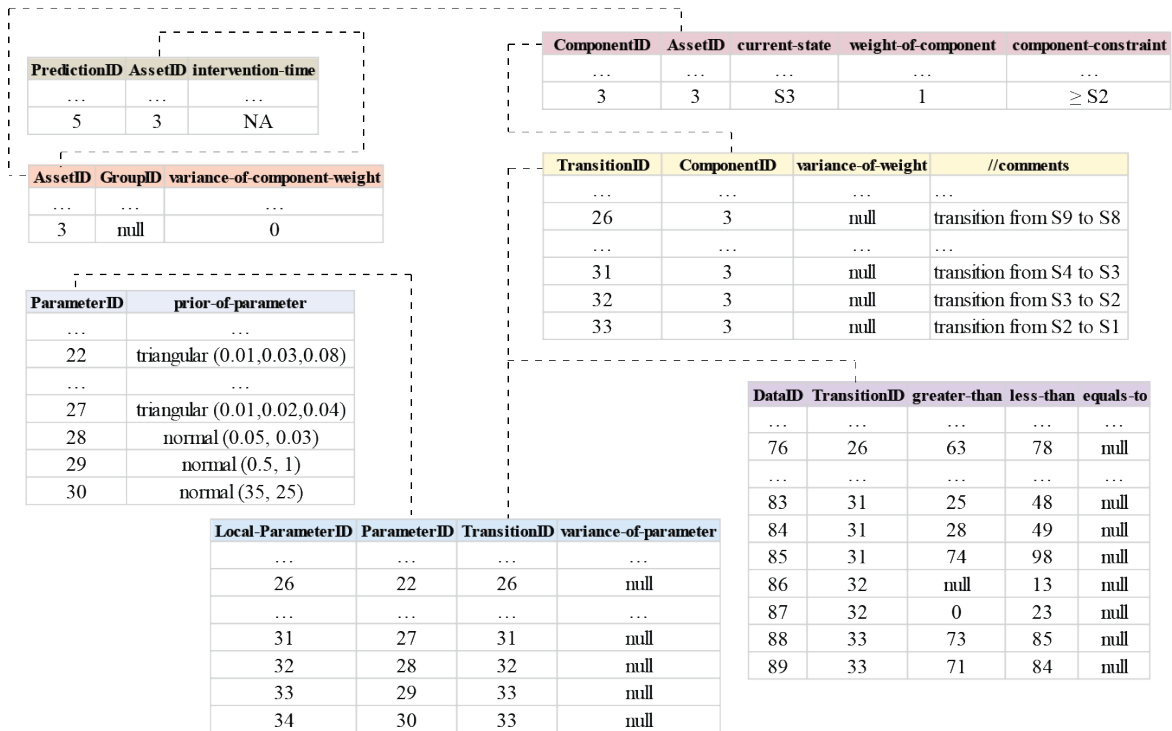 PredictionID AssetID intervention-time
… … …
5 3 NA
AssetID GroupID variance-of-component-weight
… … …
3 null 0
ComponentID AssetID current-state weight-of-component component-constraint
… … … … …
3 3 S3 1 ≥ S2
TransitionID ComponentID variance-of-weight //comments
… … … …
26 3 null transition from S9 to S8
… … … …
31 3 null transition from S4 to S3
32 3 null transition from S3 to S2
33 3 null transition from S2 to S1
ParameterID prior-of-parameter
… …
22 triangular (0.01,0.03,0.08)
… …
27 triangular (0.01,0.02,0.04)
28 normal (0.05, 0.03)
29 normal (0.5, 1)
30 normal (35, 25)
DataID TransitionID greater-than less-than equals-to
… … … … …
76 26 63 78 null
… … … … …
83 31 25 48 null
84 31 28 49 null
85 31 74 98 null
86 32 null 13 null
87 32 0 23 null
88 33 73 85 null
89 33 71 84 null
Local-ParameterID ParameterID TransitionID variance-of-parameter
… … … …
26 22 26 null
… … … …
31 27 31 null
32 28 32 null
33 29 33 null
34 30 33 null